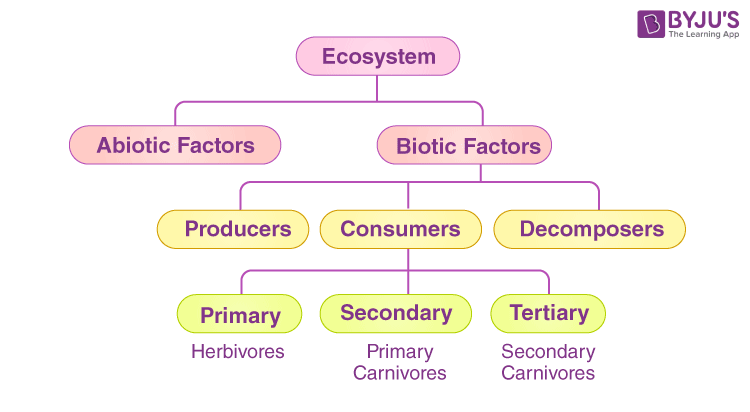 BYJU'S
The Learning App
Ecosystem
Abiotic Factors
Biotic Factors
Producers
Consumers
Decomposers
Primary
Secondary
Tertiary
Herbivores
Primary
Carnivores
Secondary
Carnivores